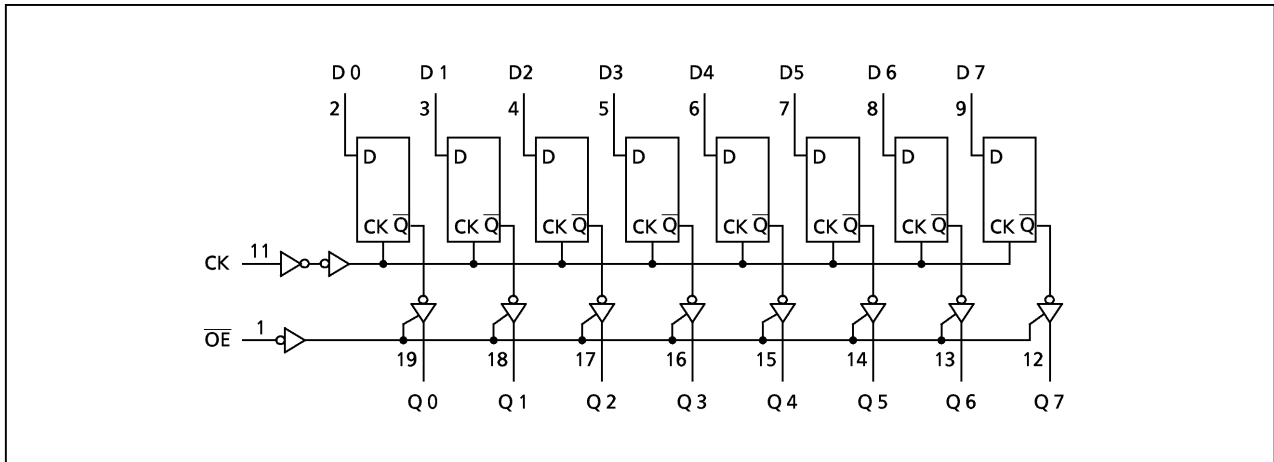 D 0 D 1 D2 D3 D4 D5 D 6 D 7
2 3 4 5 6 7 8 9
D D D D D D D D
CK Q̅ CK Q̅ CK Q̅ CK Q̅ CK Q̅ CK Q̅ CK Q̅ CK Q̅
CK 11
O̅E̅ 1
19 18 17 16 15 14 13 12
Q 0 Q 1 Q 2 Q 3 Q 4 Q 5 Q 6 Q 7